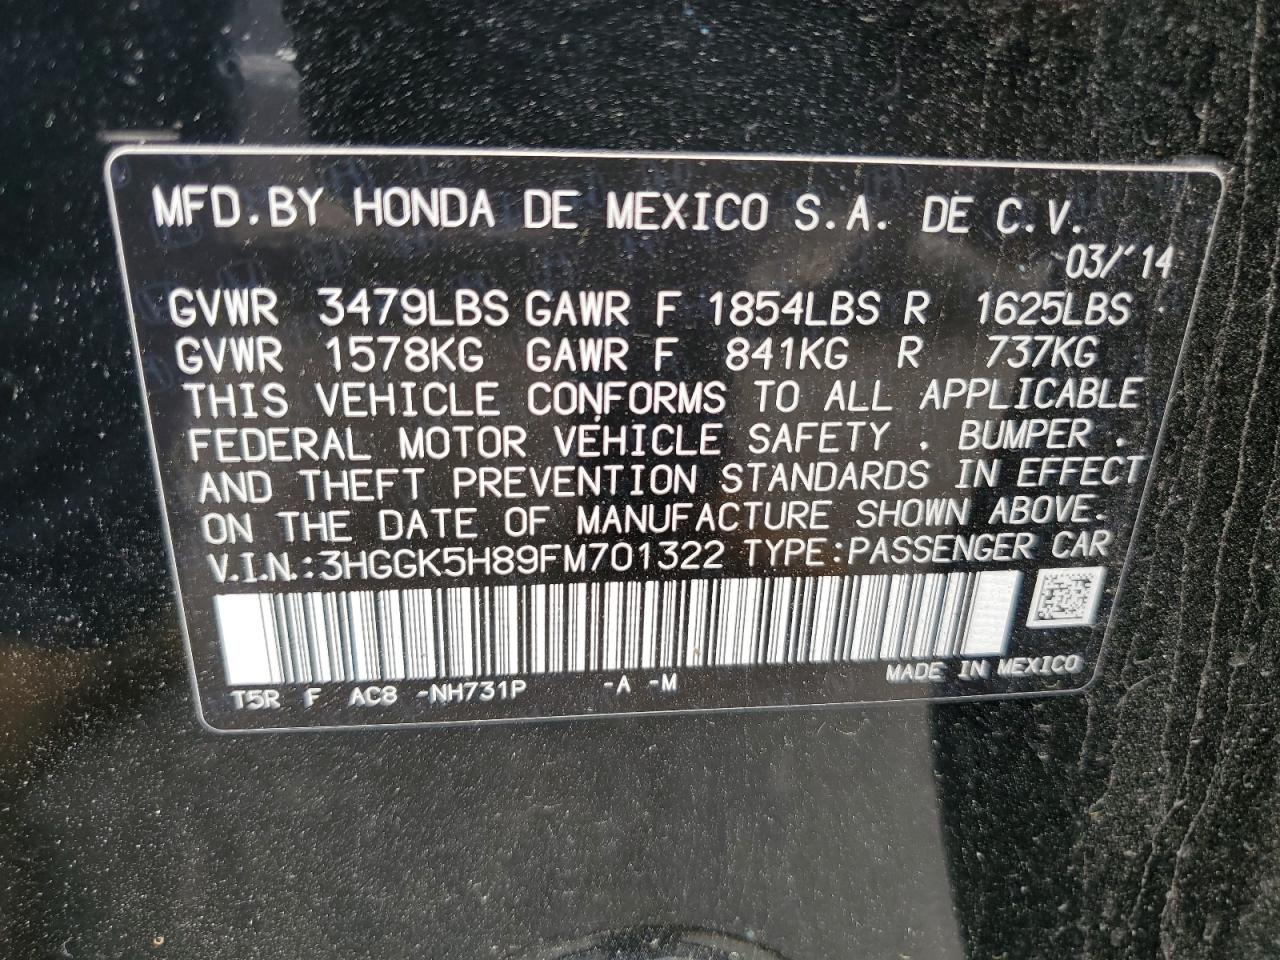 MFD.BY HONDA DE MEXICO S.A. DE C.V.
03/'14
GVWR 3479LBS GAWR F 1854LBS R 1625LBS
GVWR 1578KG GAWR F 841KG R 737KG
THIS VEHICLE CONFORMS TO ALL APPLICABLE
FEDERAL MOTOR VEHICLE SAFETY , BUMPER ,
AND THEFT PREVENTION STANDARDS IN EFFECT
ON THE DATE OF MANUFACTURE SHOWN ABOVE.
V.I.N.:3HGGK5H89FM701322 TYPE:PASSENGER CAR
T5R F AC8 -NH731P -A -M MADE IN MEXICO